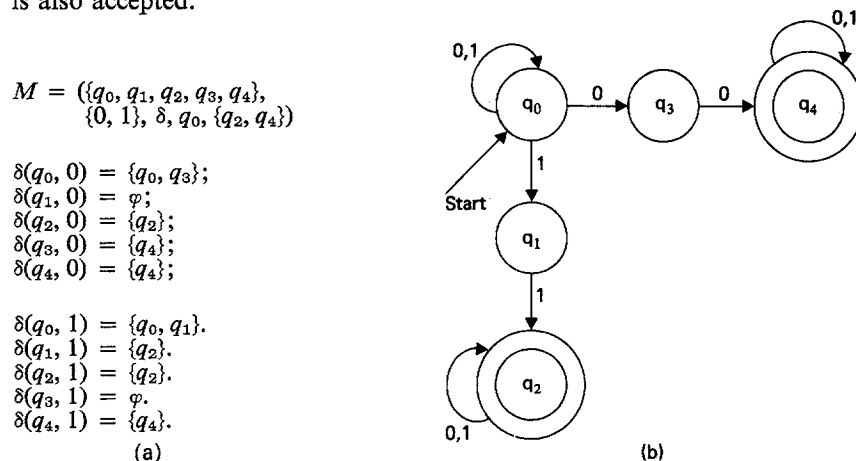 is also accepted.
M = ({q₀, q₁, q₂, q₃, q₄},
{0, 1}, δ, q₀, {q₂, q₄})
δ(q₀, 0) = {q₀, q₃};
δ(q₁, 0) = φ;
δ(q₂, 0) = {q₂};
δ(q₃, 0) = {q₄};
δ(q₄, 0) = {q₄};
δ(q₀, 1) = {q₀, q₁}.
δ(q₁, 1) = {q₂}.
δ(q₂, 1) = {q₂}.
δ(q₃, 1) = φ.
δ(q₄, 1) = {q₄}.
(a)
0,1
0,1
q₀
0
q₃
0
q₄
1
Start
q₁
1
q₂
0,1
(b)